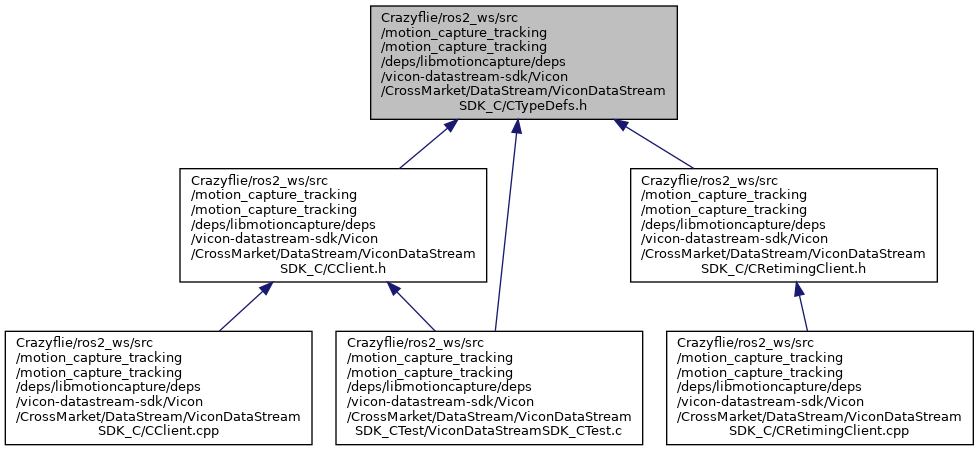 Crazyflie/ros2_ws/src
/motion_capture_tracking
/motion_capture_tracking
/deps/libmotioncapture/deps
/vicon-datastream-sdk/Vicon
/CrossMarket/DataStream/ViconDataStream
SDK_C/CTypeDefs.h
Crazyflie/ros2_ws/src
/motion_capture_tracking
/motion_capture_tracking
/deps/libmotioncapture/deps
/vicon-datastream-sdk/Vicon
/CrossMarket/DataStream/ViconDataStream
SDK_C/CClient.h
Crazyflie/ros2_ws/src
/motion_capture_tracking
/motion_capture_tracking
/deps/libmotioncapture/deps
/vicon-datastream-sdk/Vicon
/CrossMarket/DataStream/ViconDataStream
SDK_C/CRetimingClient.h
Crazyflie/ros2_ws/src
/motion_capture_tracking
/motion_capture_tracking
/deps/libmotioncapture/deps
/vicon-datastream-sdk/Vicon
/CrossMarket/DataStream/ViconDataStream
SDK_C/CClient.cpp
Crazyflie/ros2_ws/src
/motion_capture_tracking
/motion_capture_tracking
/deps/libmotioncapture/deps
/vicon-datastream-sdk/Vicon
/CrossMarket/DataStream/ViconDataStream
SDK_CTest/ViconDataStreamSDK_CTest.c
Crazyflie/ros2_ws/src
/motion_capture_tracking
/motion_capture_tracking
/deps/libmotioncapture/deps
/vicon-datastream-sdk/Vicon
/CrossMarket/DataStream/ViconDataStream
SDK_C/CRetimingClient.cpp